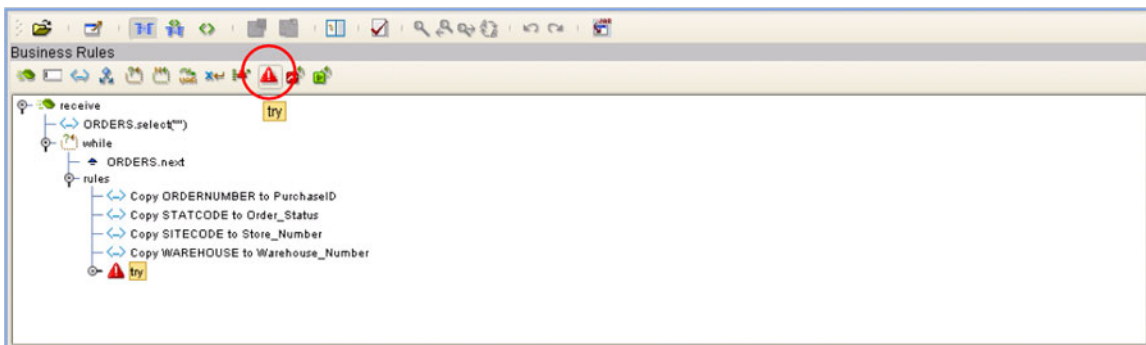 Business Rules
try
receive
ORDERS.select("")
while
ORDERS.next
rules
Copy ORDERNUMBER to PurchaseID
Copy STATCODE to Order_Status
Copy SITECODE to Store_Number
Copy WAREHOUSE to Warehouse_Number
try